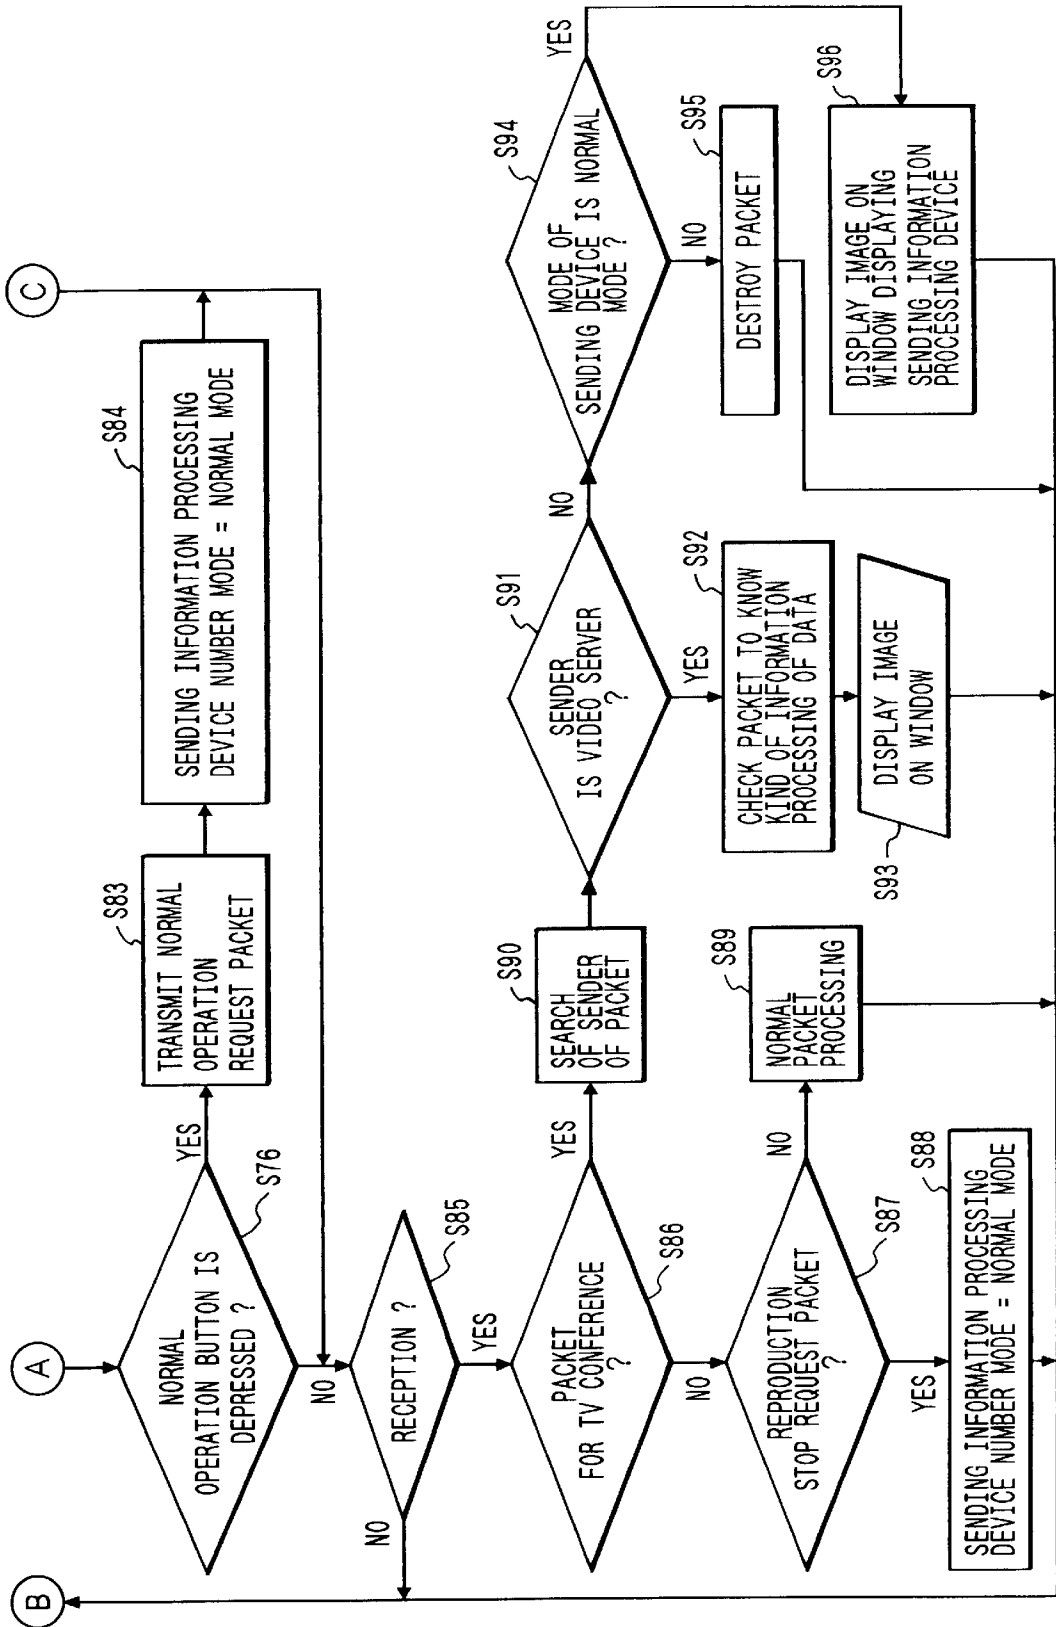 B
A
C
NORMAL
OPERATION BUTTON IS
DEPRESSED ?
S76
YES
NO
TRANSMIT NORMAL
OPERATION
REQUEST PACKET
S83
SENDING INFORMATION PROCESSING
DEVICE NUMBER MODE = NORMAL MODE
S84
RECEPTION ?
S85
NO
YES
PACKET
FOR TV CONFERENCE
?
S86
YES
NO
SEARCH
OF SENDER
OF PACKET
S90
SENDER
IS VIDEO SERVER
?
S91
NO
YES
MODE OF
SENDING DEVICE IS NORMAL
MODE ?
S94
YES
NO
REPRODUCTION
STOP REQUEST PACKET
?
S87
NO
YES
NORMAL
PACKET
PROCESSING
S89
CHECK PACKET TO KNOW
KIND OF INFORMATION
PROCESSING OF DATA
S92
DESTROY PACKET
S95
DISPLAY IMAGE
ON WINDOW
S93
DISPLAY IMAGE ON
WINDOW DISPLAYING
SENDING INFORMATION
PROCESSING DEVICE
S96
SENDING INFORMATION PROCESSING
DEVICE NUMBER MODE = NORMAL MODE
S88